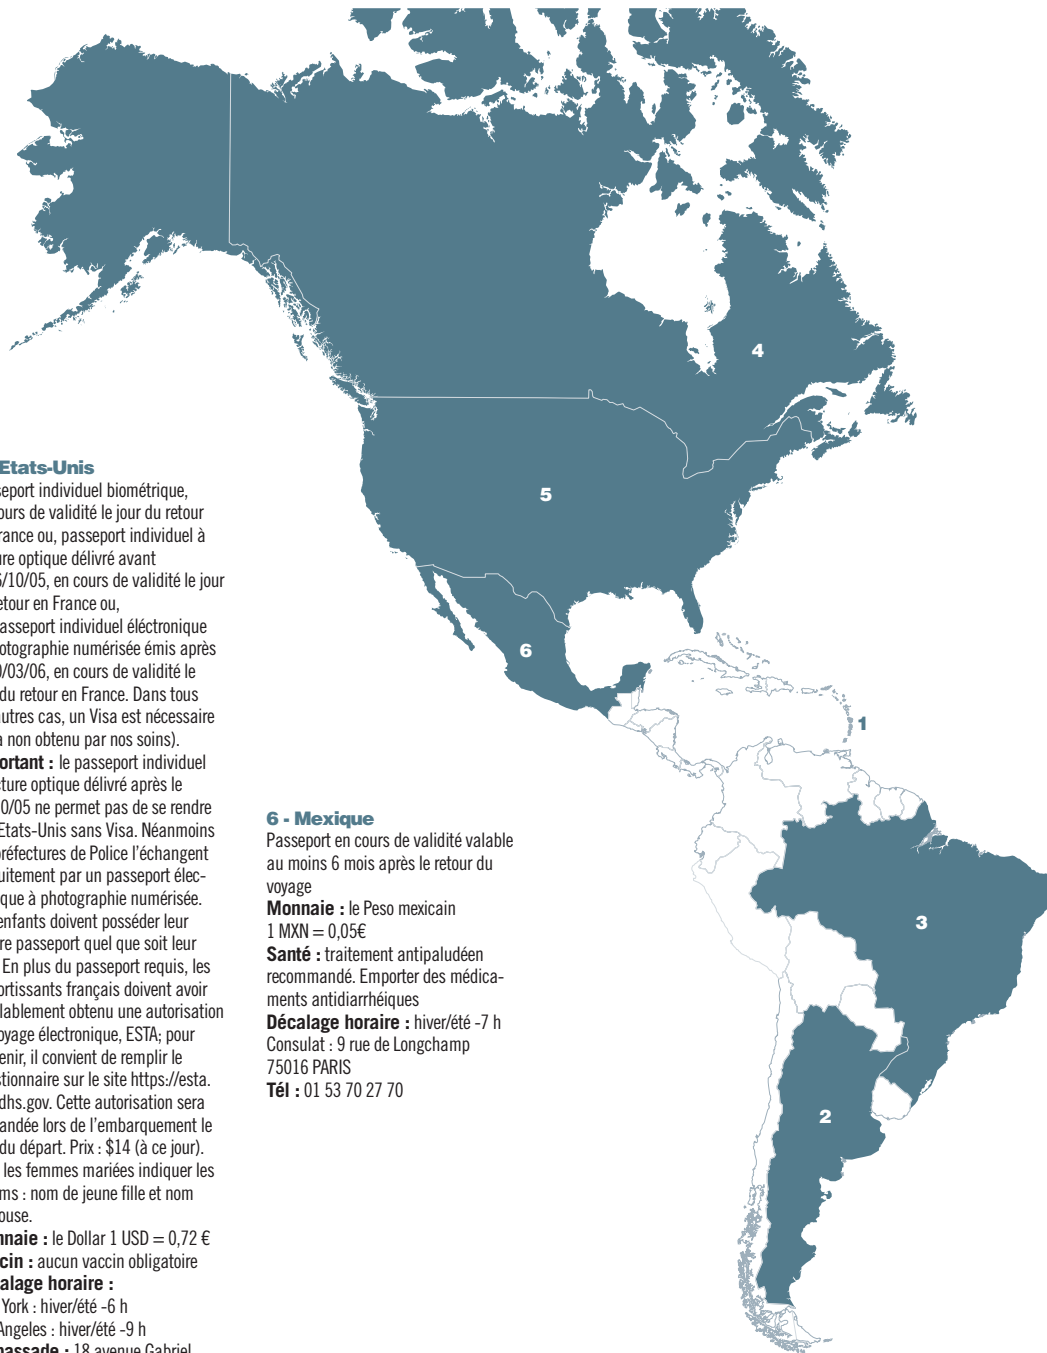 4
5
6
1
3
2
Etats-Unis
seport individuel biométrique,
ours de validité le jour du retour
rance ou, passeport individuel à
ure optique délivré avant
6/10/05, en cours de validité le jour
etour en France ou,
asseport individuel éléctronique
otographie numérisée émis après
0/03/06, en cours de validité le
du retour en France. Dans tous
autres cas, un Visa est nécessaire
a non obtenu par nos soins).
ortant : le passeport individuel
cture optique délivré après le
0/05 ne permet pas de se rendre
Etats-Unis sans Visa. Néanmoins
préfectures de Police l'échangent
uitement par un passeport élec-
que à photographie numérisée.
enfants doivent posséder leur
re passeport quel que soit leur
En plus du passeport requis, les
ortissants français doivent avoir
lablement obtenu une autorisation
oyage électronique, ESTA; pour
enir, il convient de remplir le
stionnaire sur le site https://esta.
dhs.gov. Cette autorisation sera
andée lors de l'embarquement le
du départ. Prix : $14 (à ce jour).
les femmes mariées indiquer les
ms : nom de jeune fille et nom
ouse.
nnaie : le Dollar 1 USD = 0,72 €
cin : aucun vaccin obligatoire
alage horaire :
York : hiver/été -6 h
Angeles : hiver/été -9 h
bassade : 18 avenue Gabriel
6 - Mexique
Passeport en cours de validité valable
au moins 6 mois après le retour du
voyage
Monnaie : le Peso mexicain
1 MXN = 0,05€
Santé : traitement antipaludéen
recommandé. Emporter des médica-
ments antidiarrhéiques
Décalage horaire : hiver/été -7 h
Consulat : 9 rue de Longchamp
75016 PARIS
Tél : 01 53 70 27 70